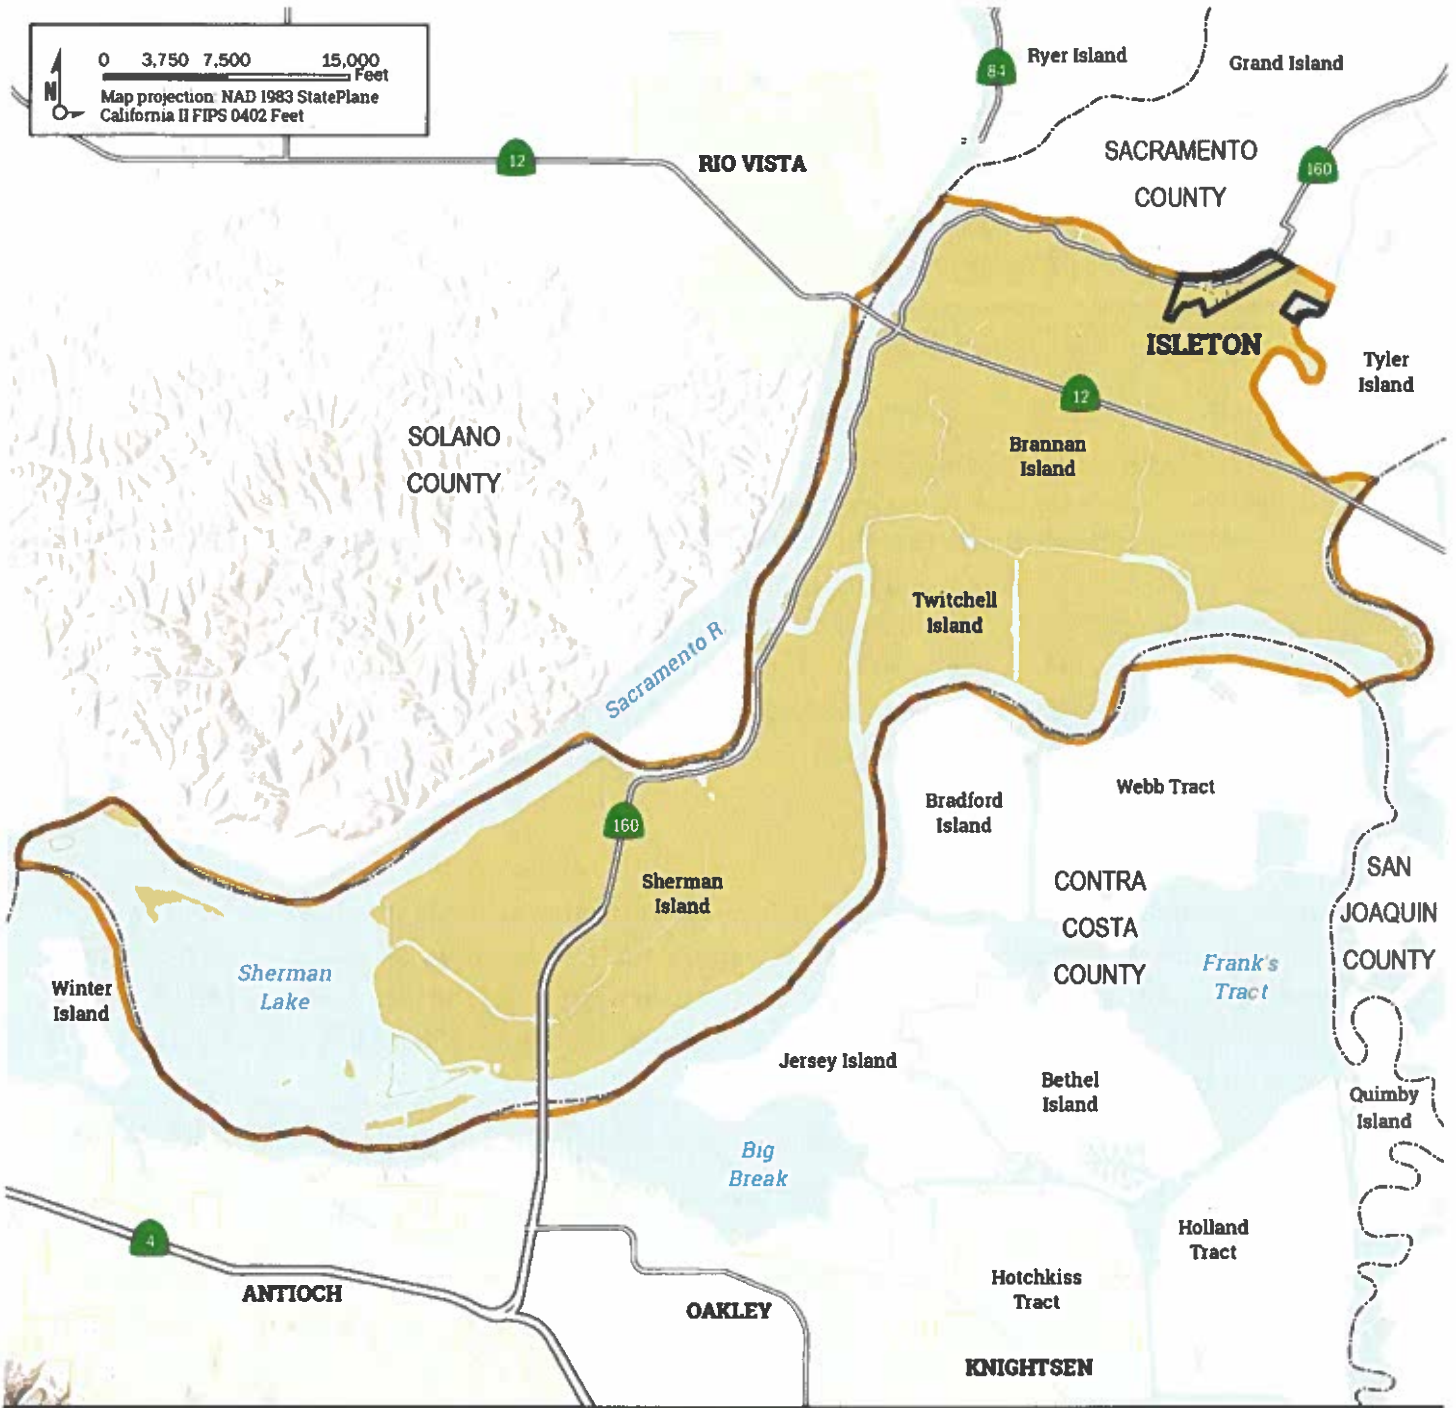 0 3,750 7,500 15,000
Feet
N
Map projection: NAD 1983 StatePlane
California II FIPS 0402 Feet
84
Ryer Island
Grand Island
12
RIO VISTA
SACRAMENTO
COUNTY
160
ISLETON
Tyler
Island
12
SOLANO
COUNTY
Brannan
Island
Twitchell
Island
Sacramento R.
160
Bradford
Island
Webb Tract
Sherman
Island
CONTRA
COSTA
COUNTY
SAN
JOAQUIN
COUNTY
Frank's
Tract
Sherman
Lake
Winter
Island
Jersey Island
Bethel
Island
Quimby
Island
Big
Break
4
Holland
Tract
ANTIOCH
OAKLEY
Hotchkiss
Tract
KNIGHTSEN